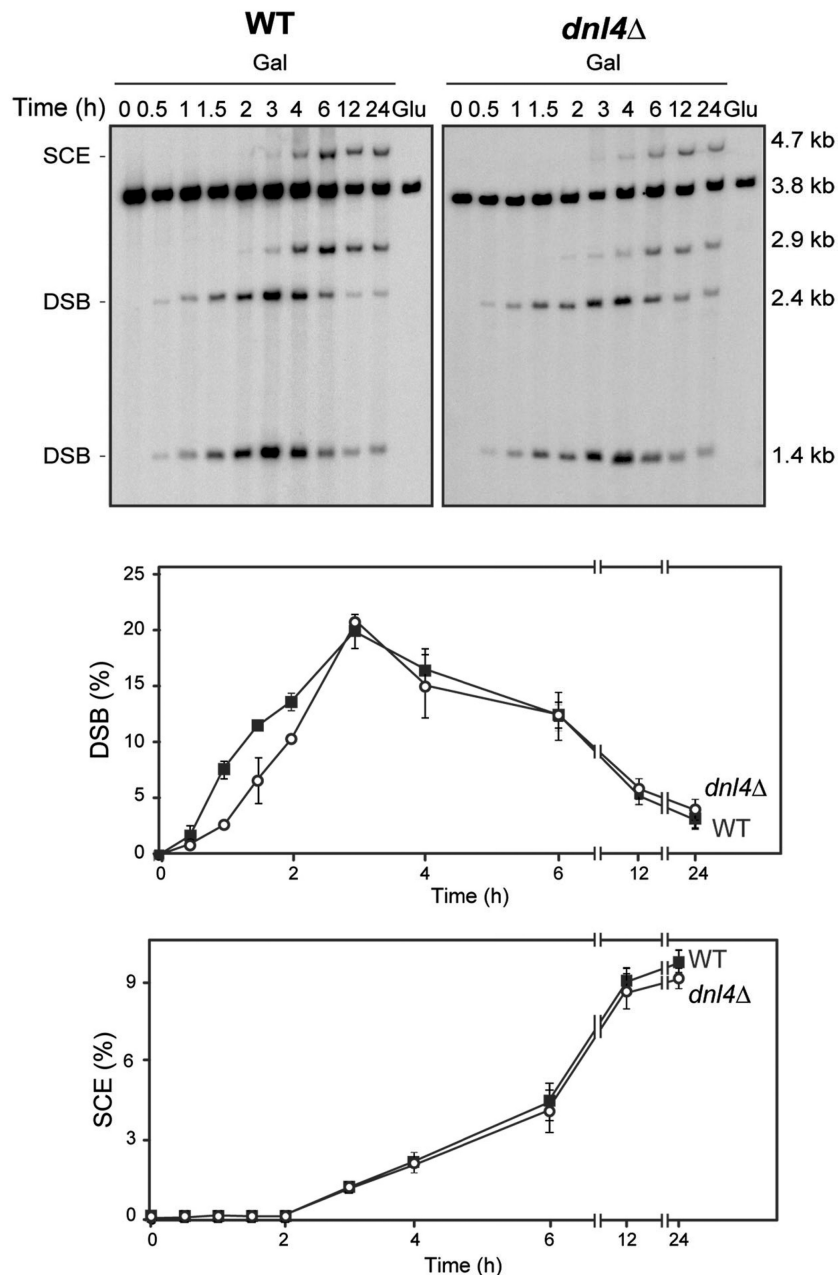 WT dnl4Δ
Gal Gal
Time (h) 0 0.5 1 1.5 2 3 4 6 12 24 Glu 0 0.5 1 1.5 2 3 4 6 12 24 Glu
SCE - 4.7 kb
3.8 kb
2.9 kb
DSB - 2.4 kb
DSB - 1.4 kb
25
20
15
10
5
0
DSB (%)
dnl4Δ
WT
0 2 4 6 12 24
Time (h)
9
6
3
0
SCE (%)
WT
dnl4Δ
0 2 4 6 12 24
Time (h)